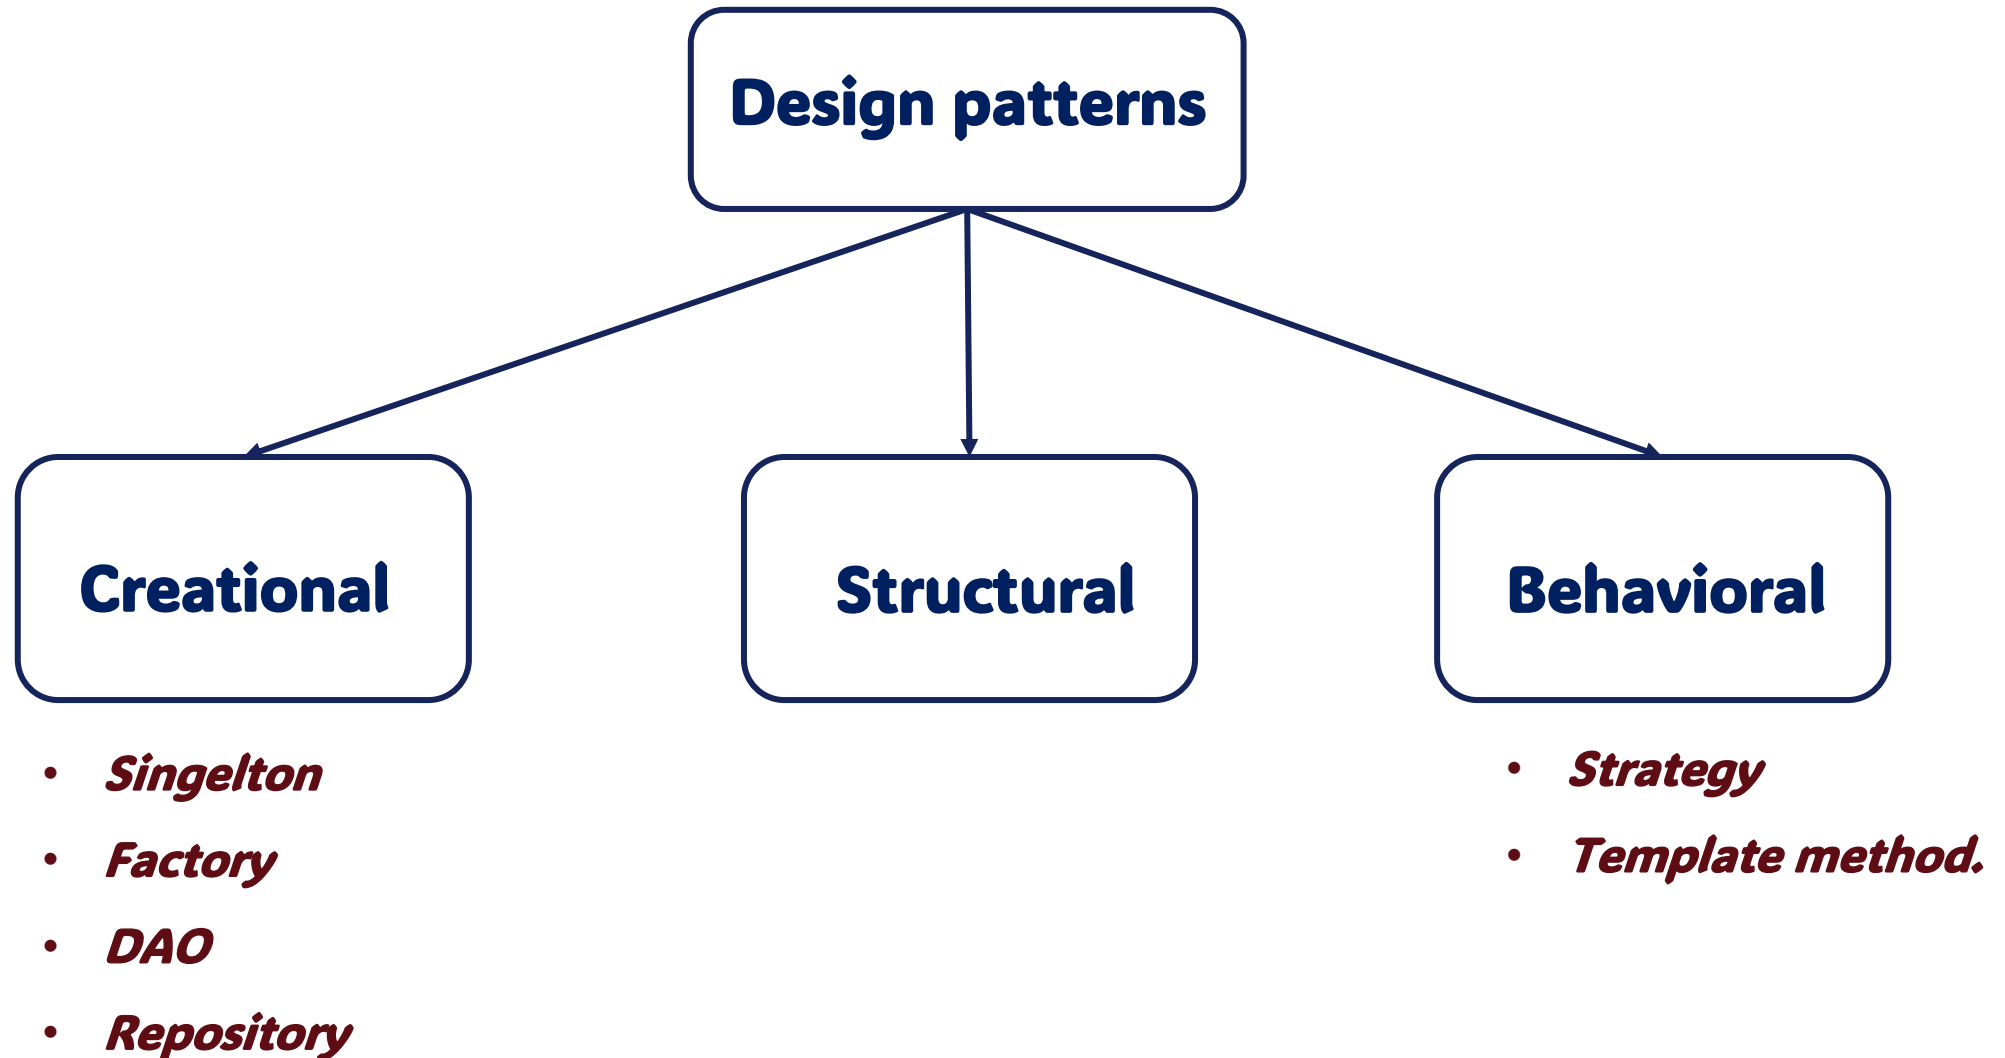 Design patterns
Creational
Structural
Behavioral
• Singelton
• Factory
• DAO
• Repository
• Strategy
• Template method.